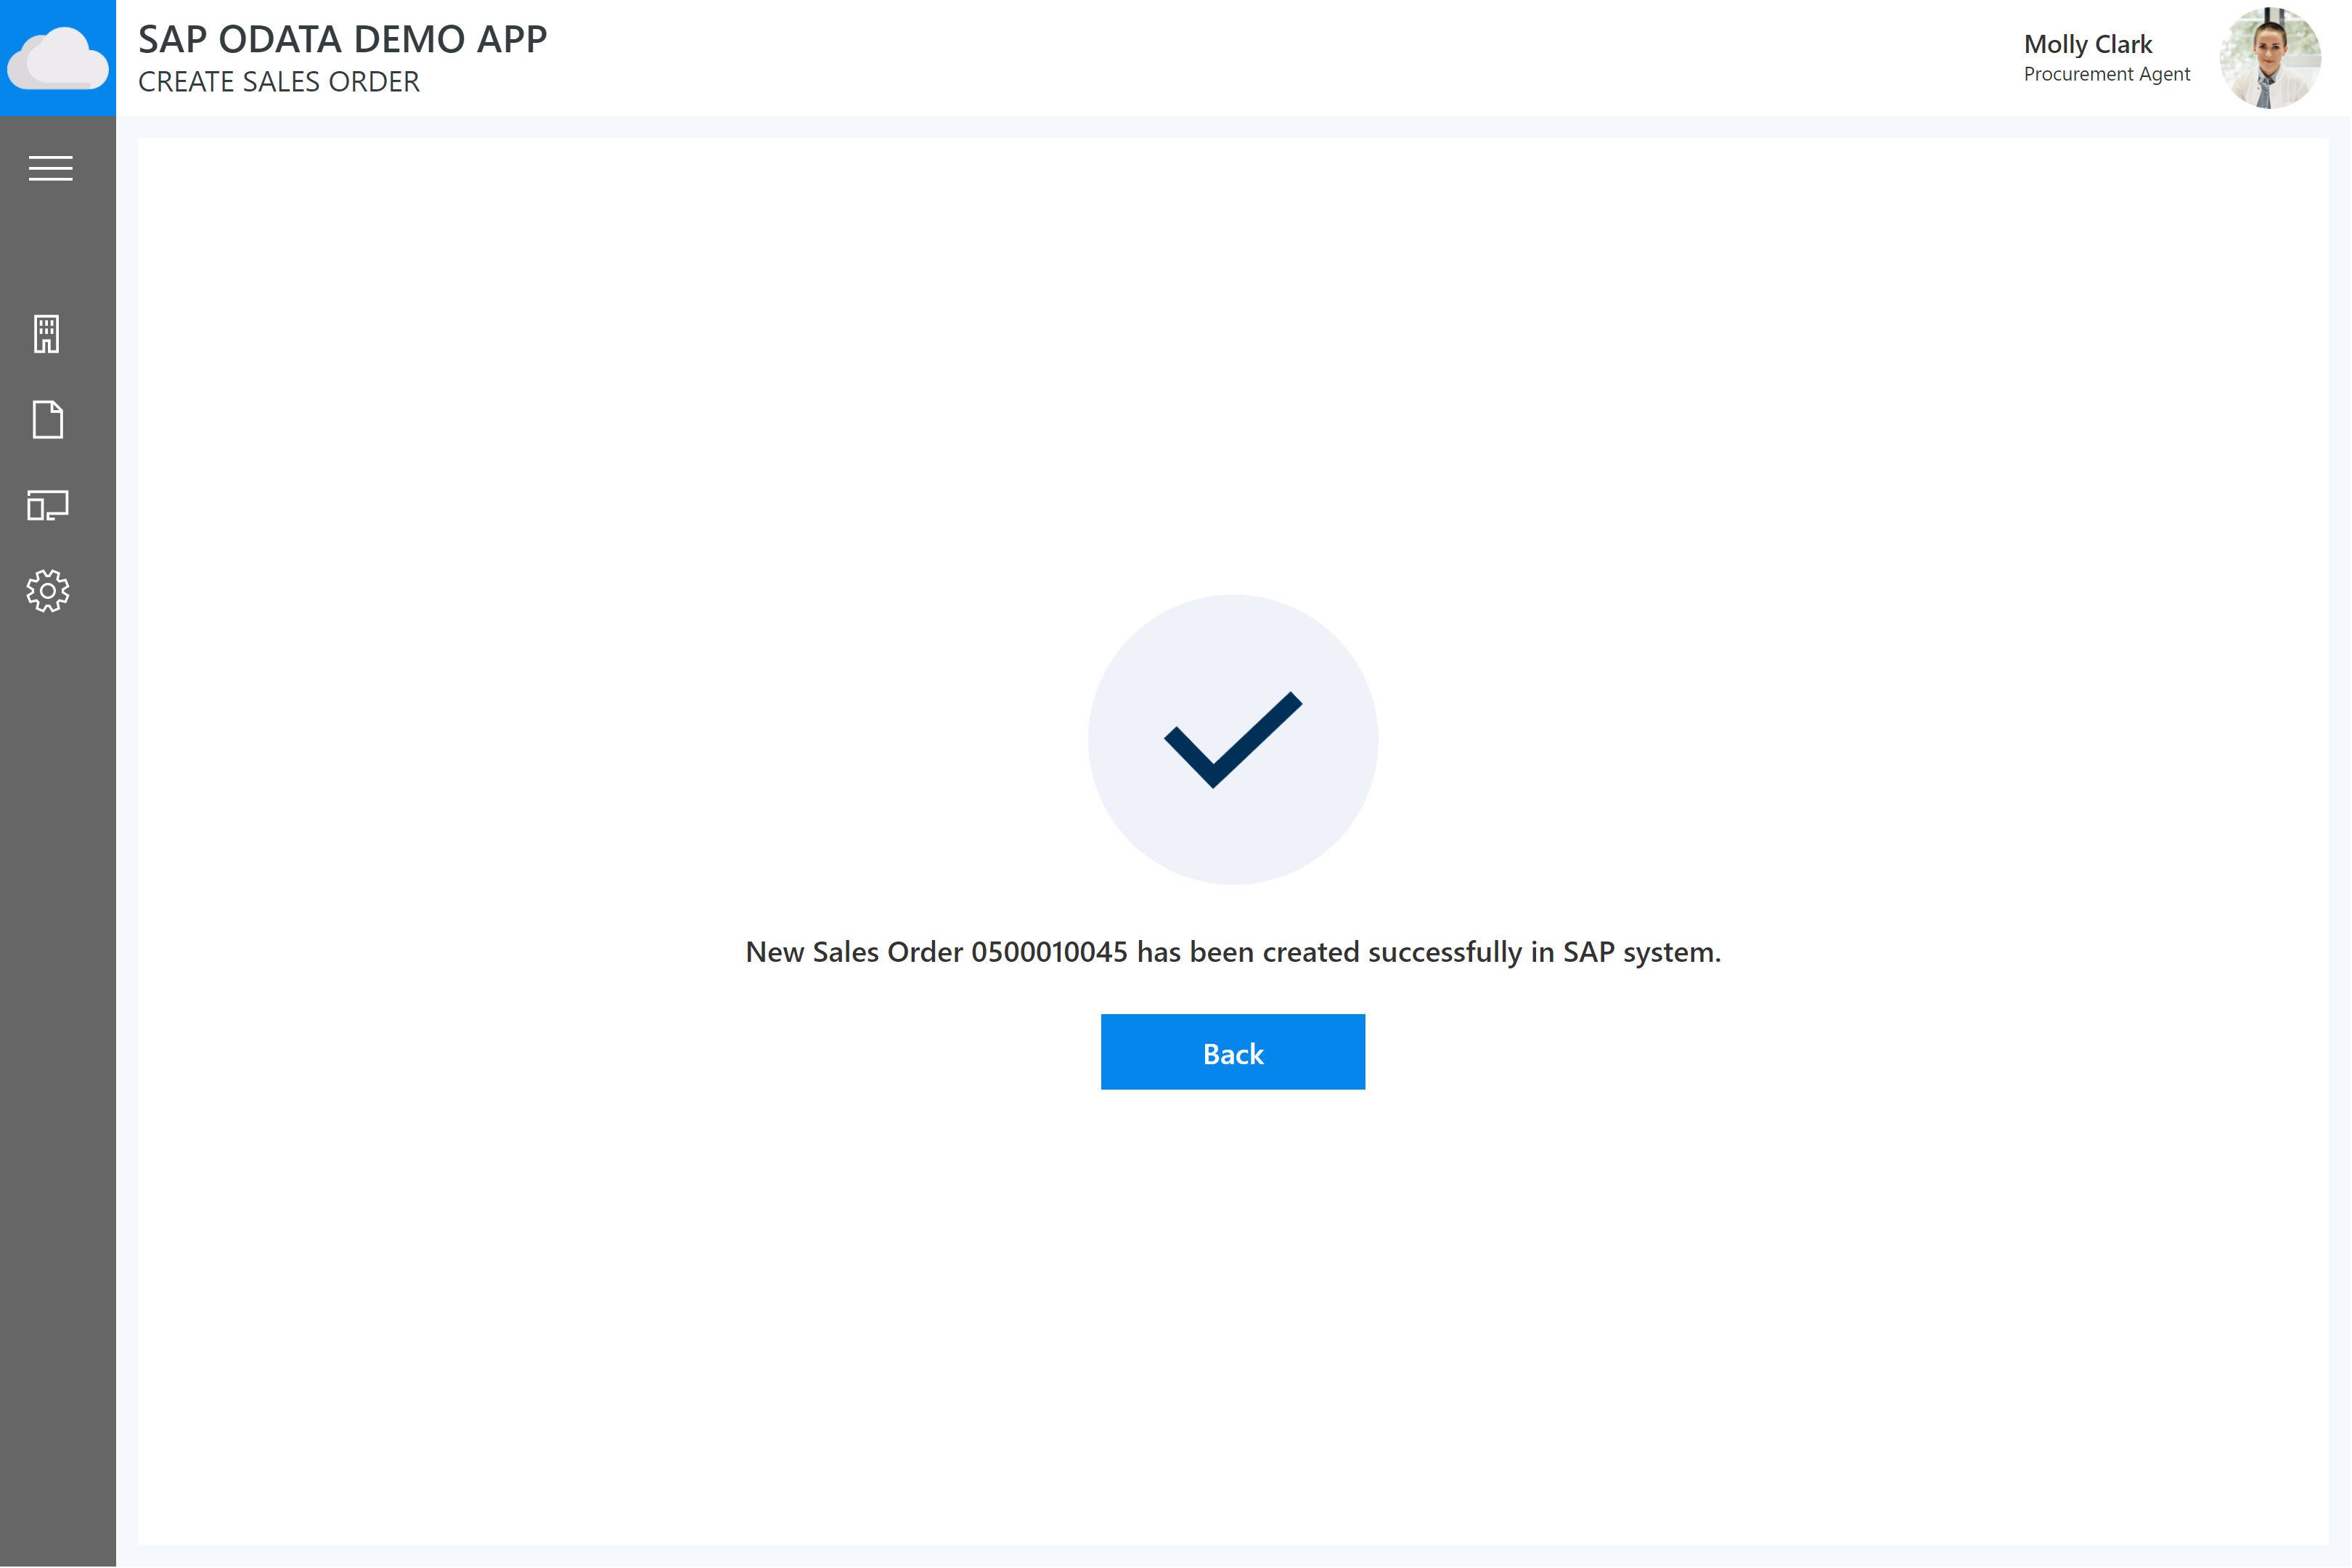 SAP ODATA DEMO APP
CREATE SALES ORDER
Molly Clark
Procurement Agent
New Sales Order 0500010045 has been created successfully in SAP system.
Back